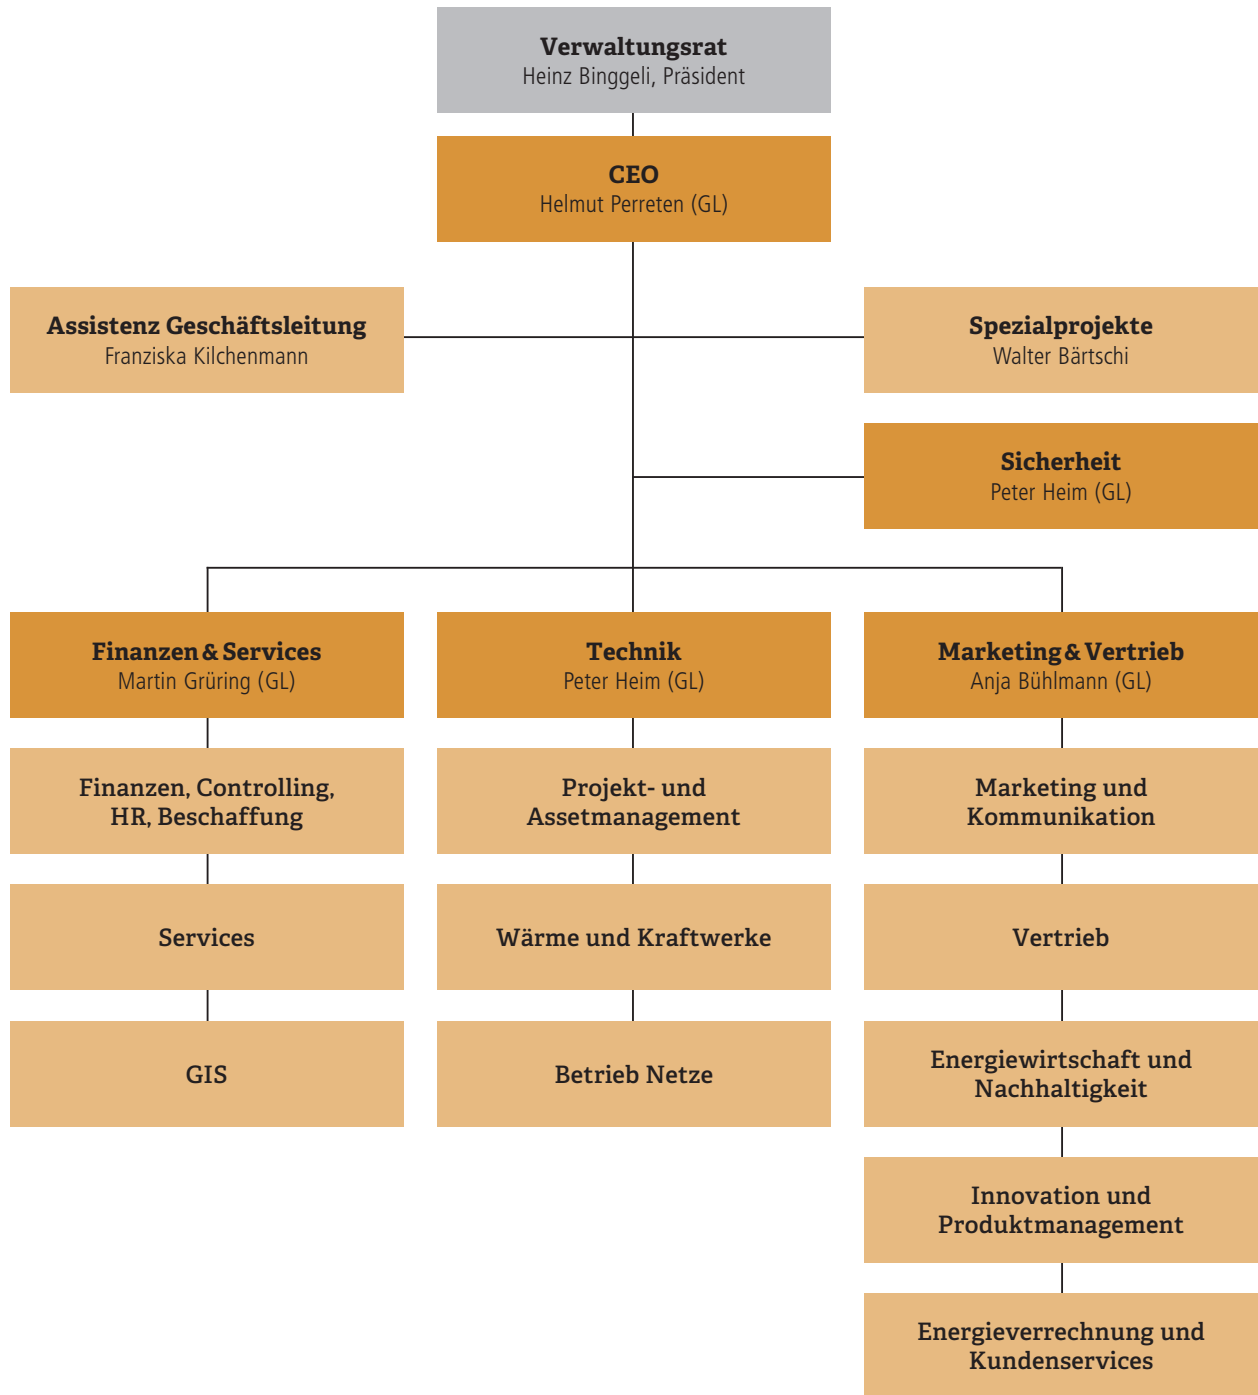 Verwaltungsrat
Heinz Binggeli, Präsident
CEO
Helmut Perreten (GL)
Assistenz Geschäftsleitung
Franziska Kilchenmann
Spezialprojekte
Walter Bärtschi
Sicherheit
Peter Heim (GL)
Finanzen & Services
Martin Grüring (GL)
Technik
Peter Heim (GL)
Marketing & Vertrieb
Anja Bühlmann (GL)
Finanzen, Controlling,
HR, Beschaffung
Projekt- und
Assetmanagement
Marketing und
Kommunikation
Services
Wärme und Kraftwerke
Vertrieb
GIS
Betrieb Netze
Energiewirtschaft und
Nachhaltigkeit
Innovation und
Produktmanagement
Energieverrechnung und
Kundenservices